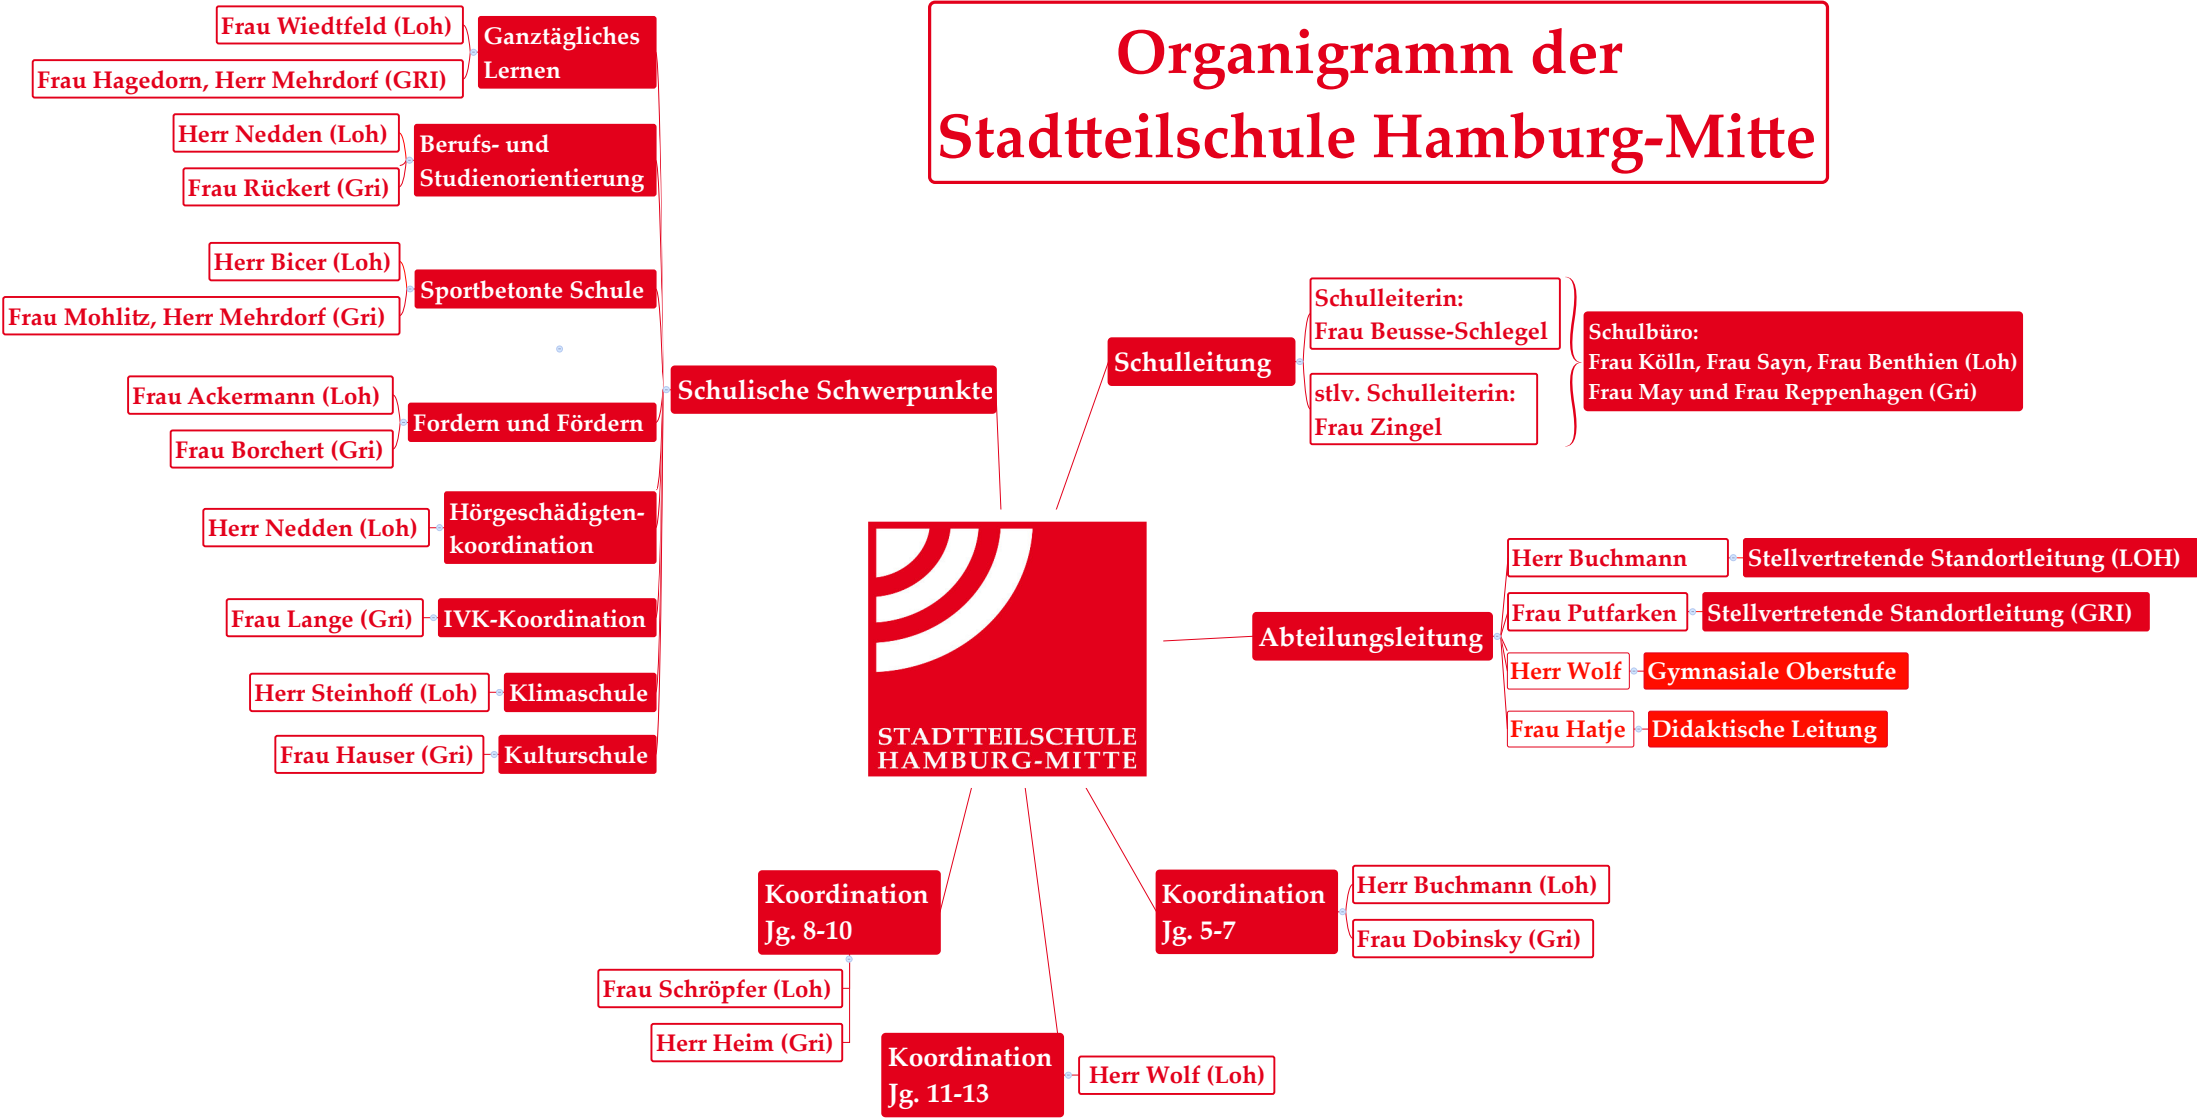 Organigramm der
Stadtteilschule Hamburg-Mitte
Frau Wiedtfeld (Loh)
Frau Hagedorn, Herr Mehrdorf (GRI)
Ganztägliches
Lernen
Herr Nedden (Loh)
Frau Rückert (Gri)
Berufs- und
Studienorientierung
Herr Bicer (Loh)
Frau Mohlitz, Herr Mehrdorf (Gri)
Sportbetonte Schule
Frau Ackermann (Loh)
Frau Borchert (Gri)
Fordern und Fördern
Herr Nedden (Loh)
Hörgeschädigten-
koordination
Frau Lange (Gri)
IVK-Koordination
Herr Steinhoff (Loh)
Klimaschule
Frau Hauser (Gri)
Kulturschule
Schulische Schwerpunkte
Schulleitung
Schulleiterin:
Frau Beusse-Schlegel
stlv. Schulleiterin:
Frau Zingel
Schulbüro:
Frau Kölln, Frau Sayn, Frau Benthien (Loh)
Frau May und Frau Reppenhagen (Gri)
STADTTEILSCHULE
HAMBURG-MITTE
Abteilungsleitung
Herr Buchmann
Stellvertretende Standortleitung (LOH)
Frau Putfarken
Stellvertretende Standortleitung (GRI)
Herr Wolf
Gymnasiale Oberstufe
Frau Hatje
Didaktische Leitung
Koordination
Jg. 8-10
Frau Schröpfer (Loh)
Herr Heim (Gri)
Koordination
Jg. 11-13
Herr Wolf (Loh)
Koordination
Jg. 5-7
Herr Buchmann (Loh)
Frau Dobinsky (Gri)